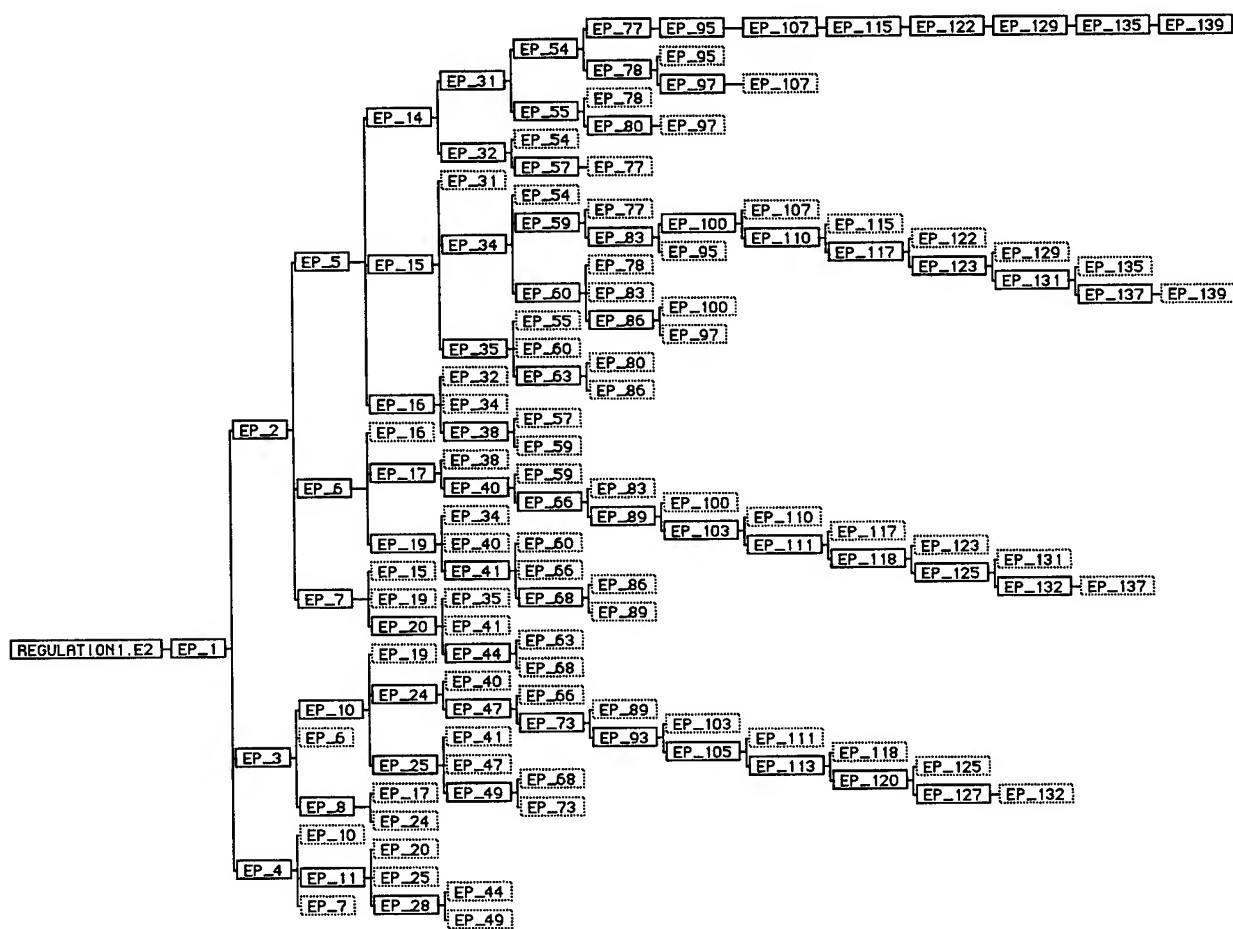 EP_77 EP_95 EP_107 EP_115 EP_122 EP_129 EP_135 EP_139
EP_54
EP_95
EP_78
EP_31
EP_97 EP_107
EP_78
EP_55
EP_14
EP_80 EP_97
EP_54
EP_32
EP_57 EP_77
EP_31
EP_54
EP_77 EP_107
EP_59 EP_100 EP_115
EP_83 EP_110
EP_34 EP_95 EP_117 EP_122
EP_5 EP_15 EP_78 EP_123 EP_129
EP_131 EP_135
EP_60 EP_83 EP_137 EP_139
EP_100
EP_86
EP_55 EP_97
EP_35 EP_60
EP_80
EP_63
EP_32 EP_86
EP_16 EP_34
EP_57
EP_2 EP_16 EP_38
EP_59
EP_38
EP_17 EP_59
EP_6 EP_40 EP_83
EP_66 EP_100
EP_34 EP_89 EP_110
EP_103 EP_117
EP_19 EP_40 EP_60 EP_111 EP_123
EP_118 EP_131
EP_15 EP_41 EP_66 EP_125
EP_86 EP_132 EP_137
EP_7 EP_19 EP_35 EP_68
EP_89
EP_20 EP_41
EP_63
REGULATION1.E2 EP_1 EP_19 EP_44
EP_68
EP_40
EP_24 EP_66
EP_10 EP_47 EP_89
EP_73 EP_103
EP_6 EP_41 EP_93 EP_111
EP_3 EP_105 EP_118
EP_25 EP_47 EP_113 EP_125
EP_68 EP_120
EP_17 EP_49 EP_127 EP_132
EP_8 EP_73
EP_24
EP_10
EP_20
EP_4
EP_11 EP_25
EP_44
EP_7 EP_28
EP_49